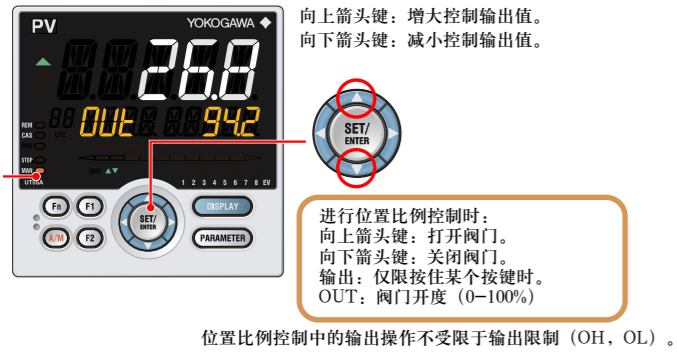 向上箭头键：增大控制输出值。
向下箭头键：减小控制输出值。
PV
YOKOGAWA
26.8
OUt
94.2
REM
CAS
LP2
PRG
STOP
MAN
DISP
UT55A
1 2 3 4 5 6 7 8 EV
SET/
ENTER
Fn
F1
A/M
F2
SET/
ENTER
DISPLAY
PARAMETER
进行位置比例控制时：
向上箭头键：打开阀门。
向下箭头键：关闭阀门。
输出：仅限按住某个按键时。
OUT：阀门开度（0-100%）
位置比例控制中的输出操作不受限于输出限制（OH，OL）。